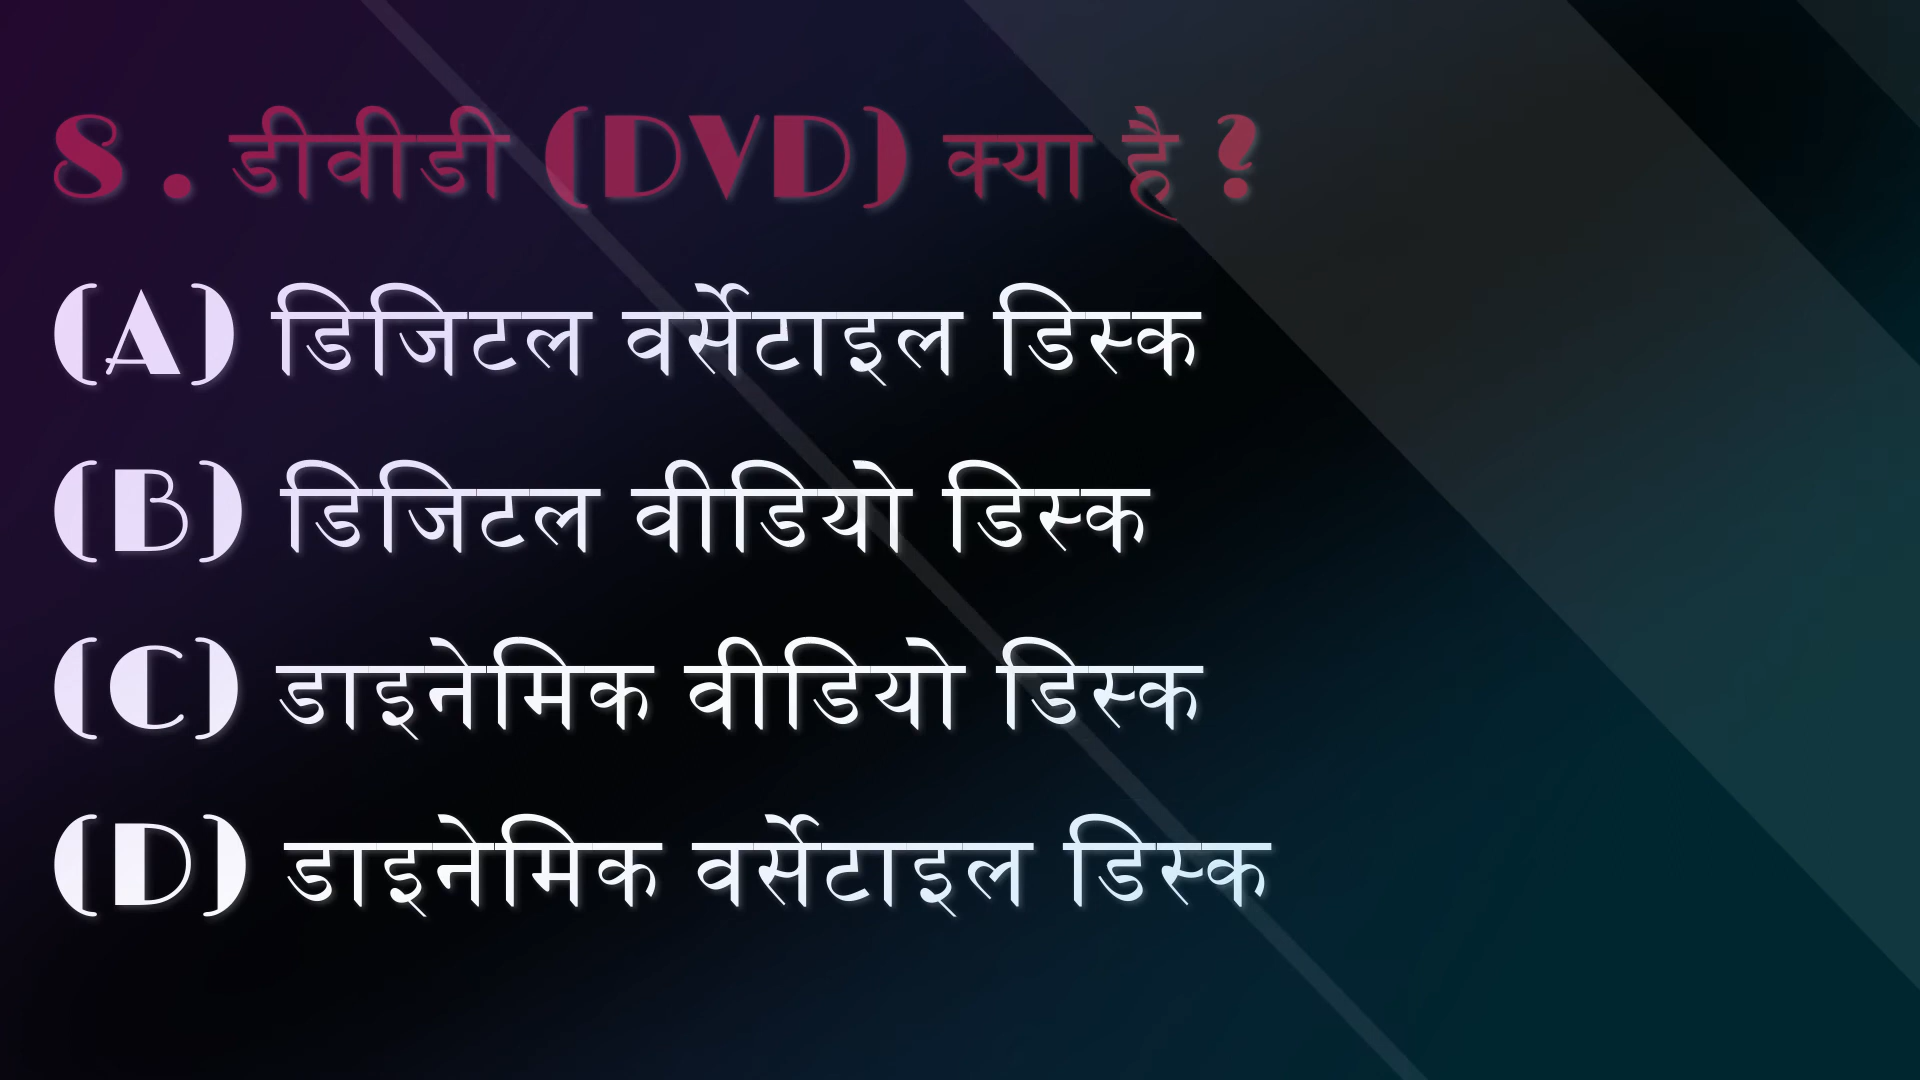 8 . डीवीडी (DVD) क्या है ?
(A) डिजिटल वर्सेटाइल डिस्क
(B) डिजिटल वीडियो डिस्क
(C) डाइनेमिक वीडियो डिस्क
(D) डाइनेमिक वर्सेटाइल डिस्क